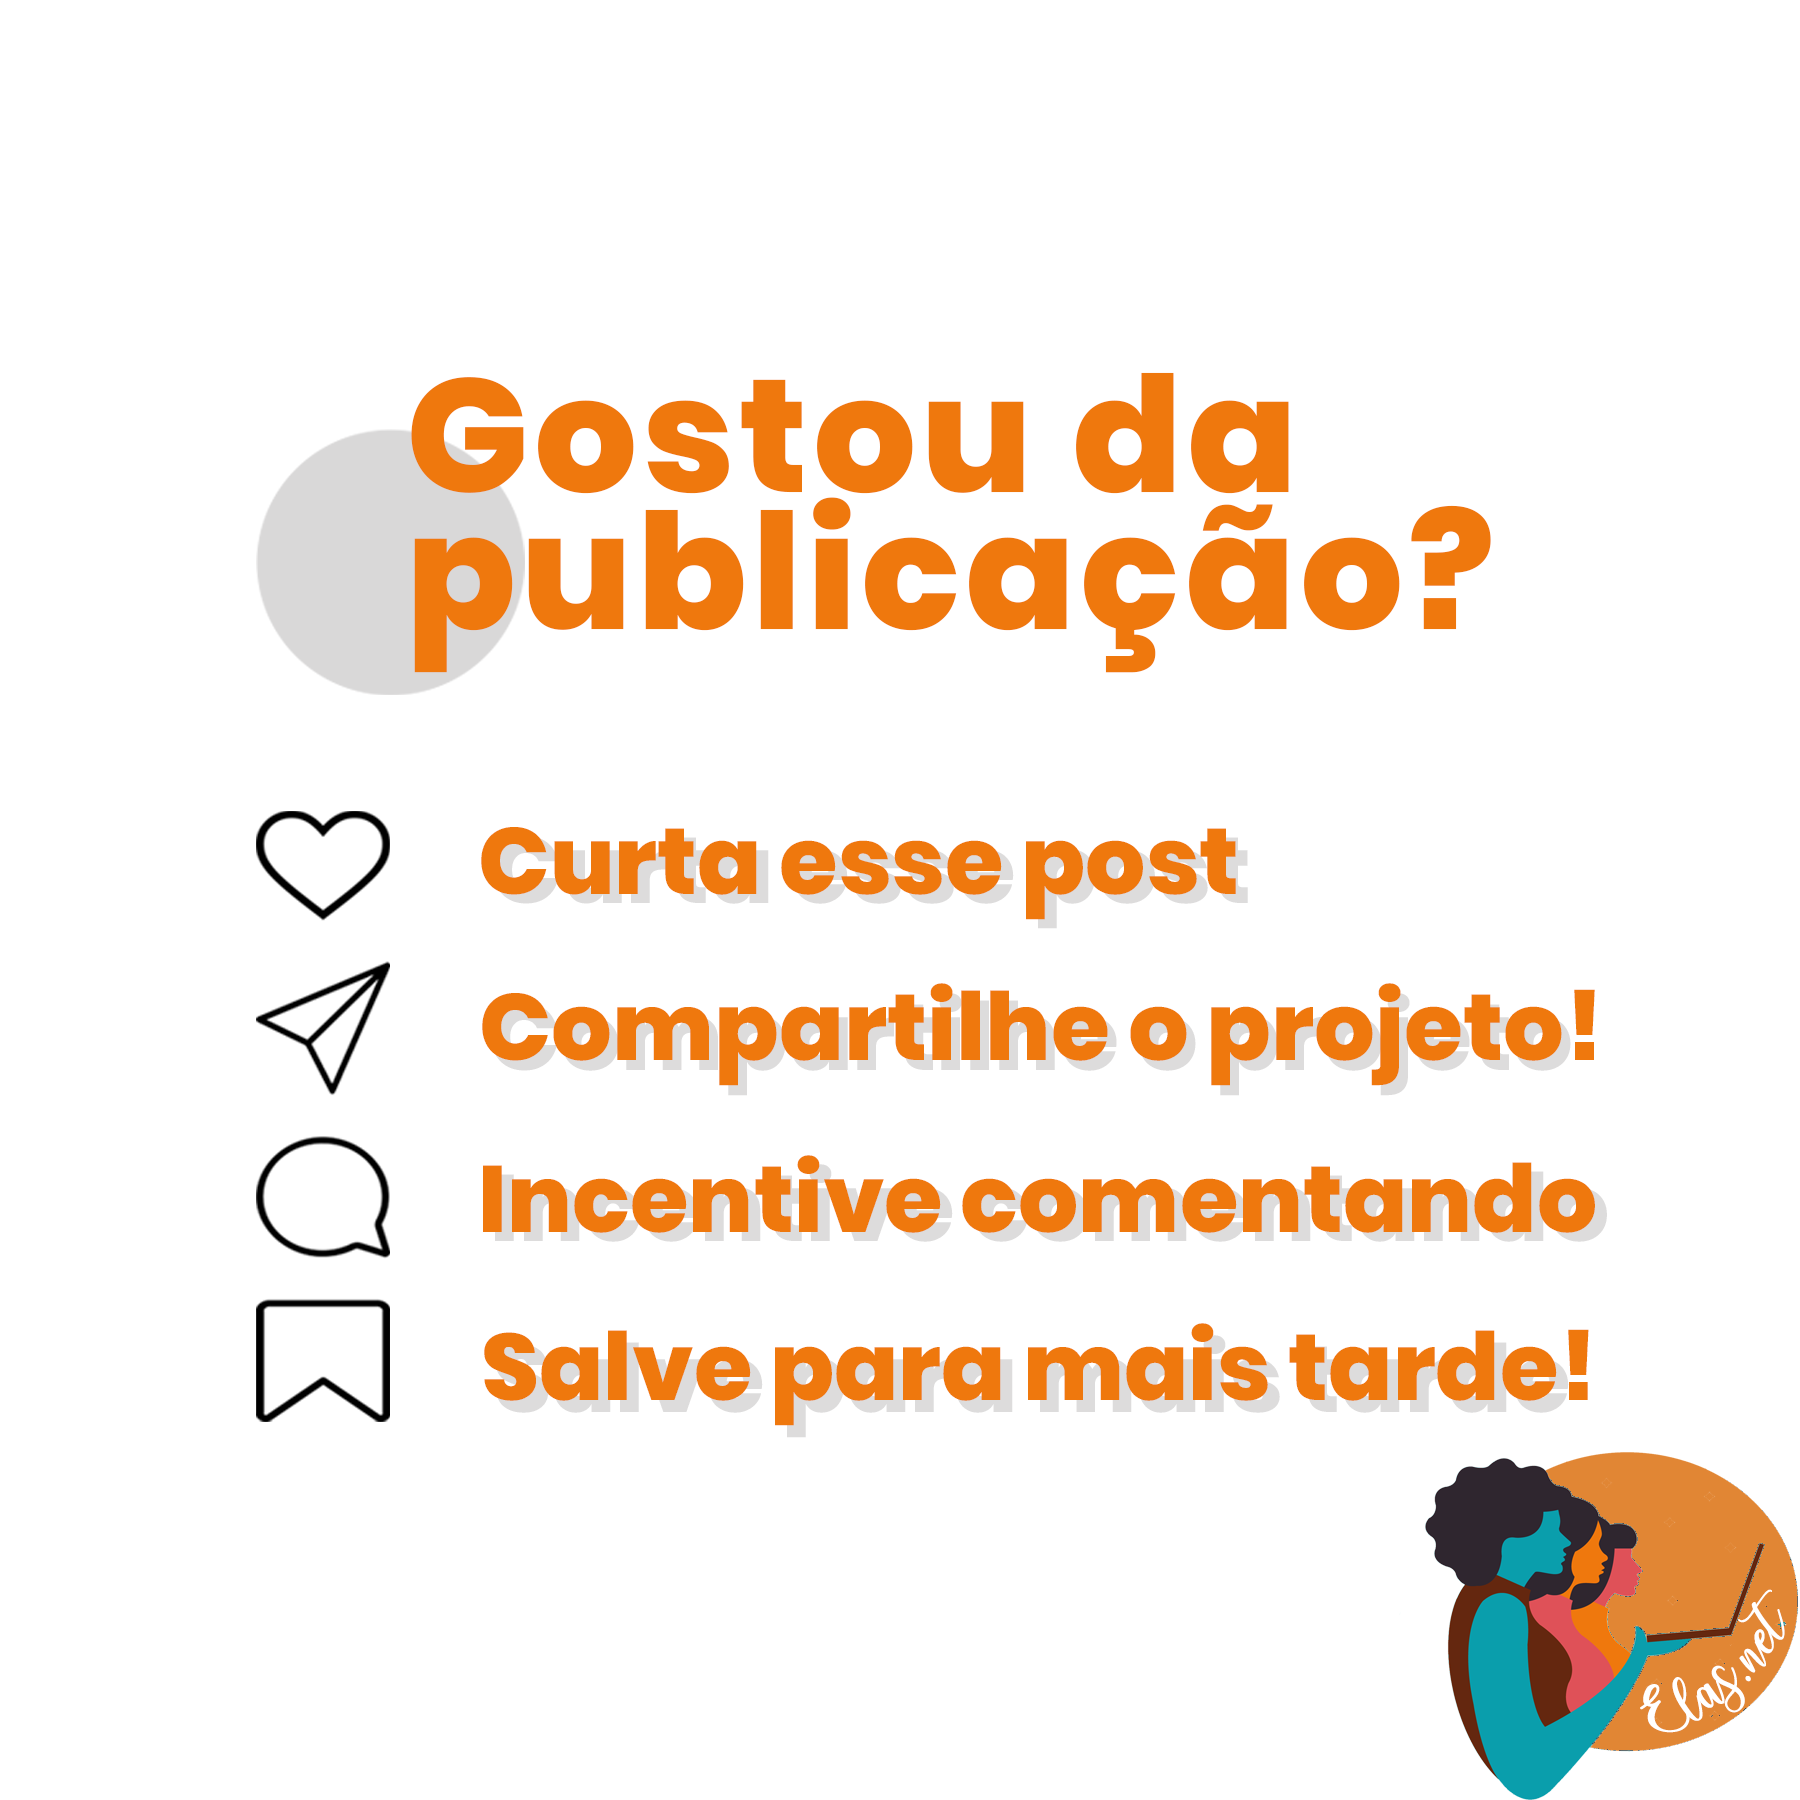 Gostou da
publicação?
Curta esse post
Compartilhe o projeto!
Incentive comentando
Salve para mais tarde!
Elas.net